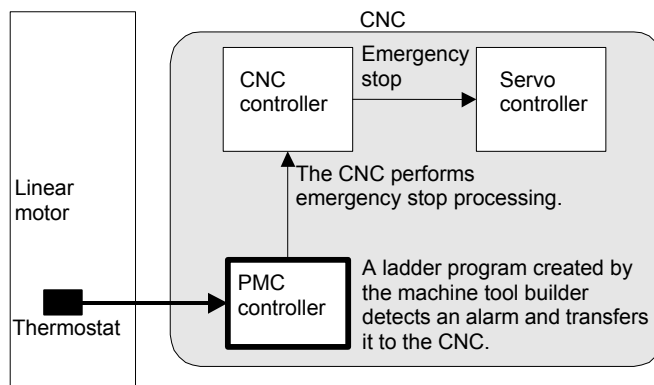 CNC
CNC
controller
Emergency
stop
Servo
controller
The CNC performs
emergency stop processing.
Linear
motor
Thermostat
PMC
controller
A ladder program created by
the machine tool builder
detects an alarm and transfers
it to the CNC.